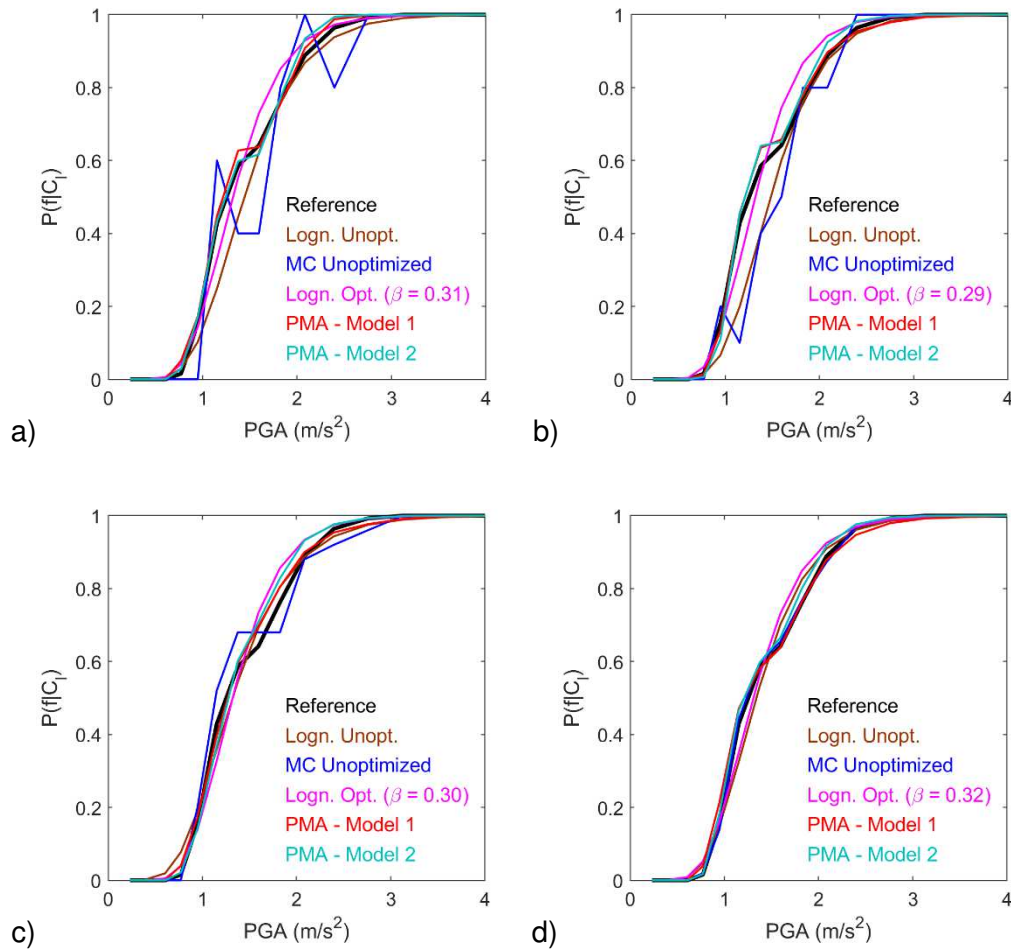 1
0.8
0.6
0.4
0.2
0
P(f|C_l)
0 1 2 3 4
PGA (m/s²)
Reference
Logn. Unopt.
MC Unoptimized
Logn. Opt. (β = 0.31)
PMA - Model 1
PMA - Model 2
a)
1
0.8
0.6
0.4
0.2
0
P(f|C_l)
0 1 2 3 4
PGA (m/s²)
Reference
Logn. Unopt.
MC Unoptimized
Logn. Opt. (β = 0.29)
PMA - Model 1
PMA - Model 2
b)
1
0.8
0.6
0.4
0.2
0
P(f|C_l)
0 1 2 3 4
PGA (m/s²)
Reference
Logn. Unopt.
MC Unoptimized
Logn. Opt. (β = 0.30)
PMA - Model 1
PMA - Model 2
c)
1
0.8
0.6
0.4
0.2
0
P(f|C_l)
0 1 2 3 4
PGA (m/s²)
Reference
Logn. Unopt.
MC Unoptimized
Logn. Opt. (β = 0.32)
PMA - Model 1
PMA - Model 2
d)